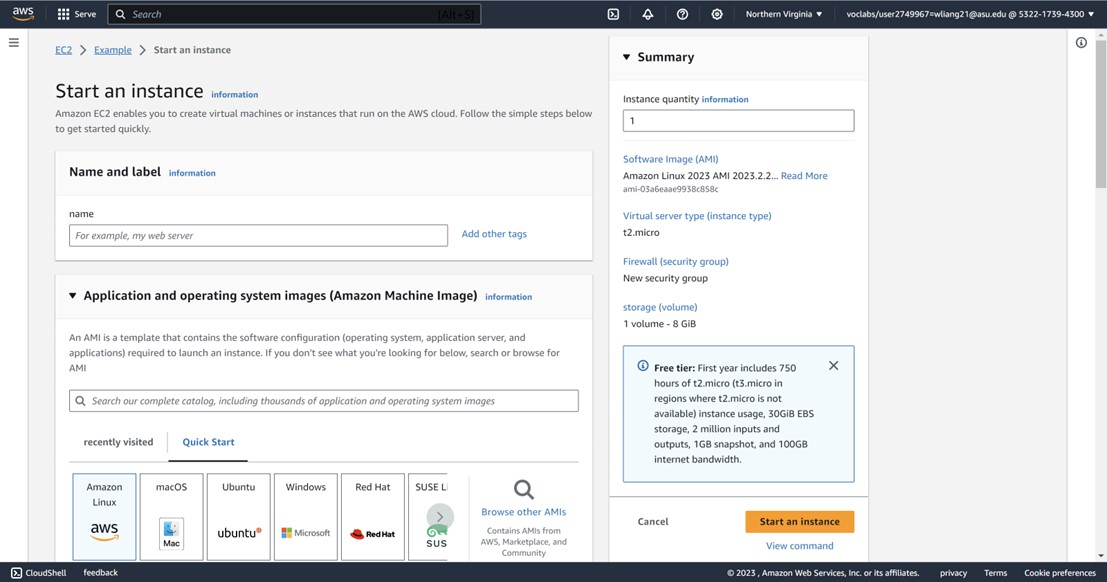 aws
Serve
Search
[Alt+S]
Northern Virginia
voclabs/user2749967=wliang21@asu.edu @ 5322-1739-4300
EC2
Example
Start an instance
Start an instance information
Amazon EC2 enables you to create virtual machines or instances that run on the AWS cloud. Follow the simple steps below
to get started quickly.
Name and label information
name
For example, my web server
Add other tags
Application and operating system images (Amazon Machine Image) information
An AMI is a template that contains the software configuration (operating system, application server, and
applications) required to launch an instance. If you don't see what you're looking for below, search or browse for
AMI
Search our complete catalog, including thousands of application and operating system images
recently visited
Quick Start
Amazon
Linux
aws
macOS
Mac
Ubuntu
ubuntu®
Windows
Microsoft
Red Hat
Red Hat
SUSE Li
SUS
Browse other AMIs
Contains AMIs from
AWS, Marketplace, and
Community
Summary
Instance quantity information
1
Software Image (AMI)
Amazon Linux 2023 AMI 2023.2.2... Read More
ami-03a6eaae9938c858c
Virtual server type (instance type)
t2.micro
Firewall (security group)
New security group
storage (volume)
1 volume - 8 GiB
Free tier: First year includes 750
hours of t2.micro (t3.micro in
regions where t2.micro is not
available) instance usage, 30GiB EBS
storage, 2 million inputs and
outputs, 1GB snapshot, and 100GB
internet bandwidth.
Cancel
Start an instance
View command
CloudShell
feedback
© 2023 , Amazon Web Services, Inc. or its affiliates.
privacy
Terms
Cookie preferences